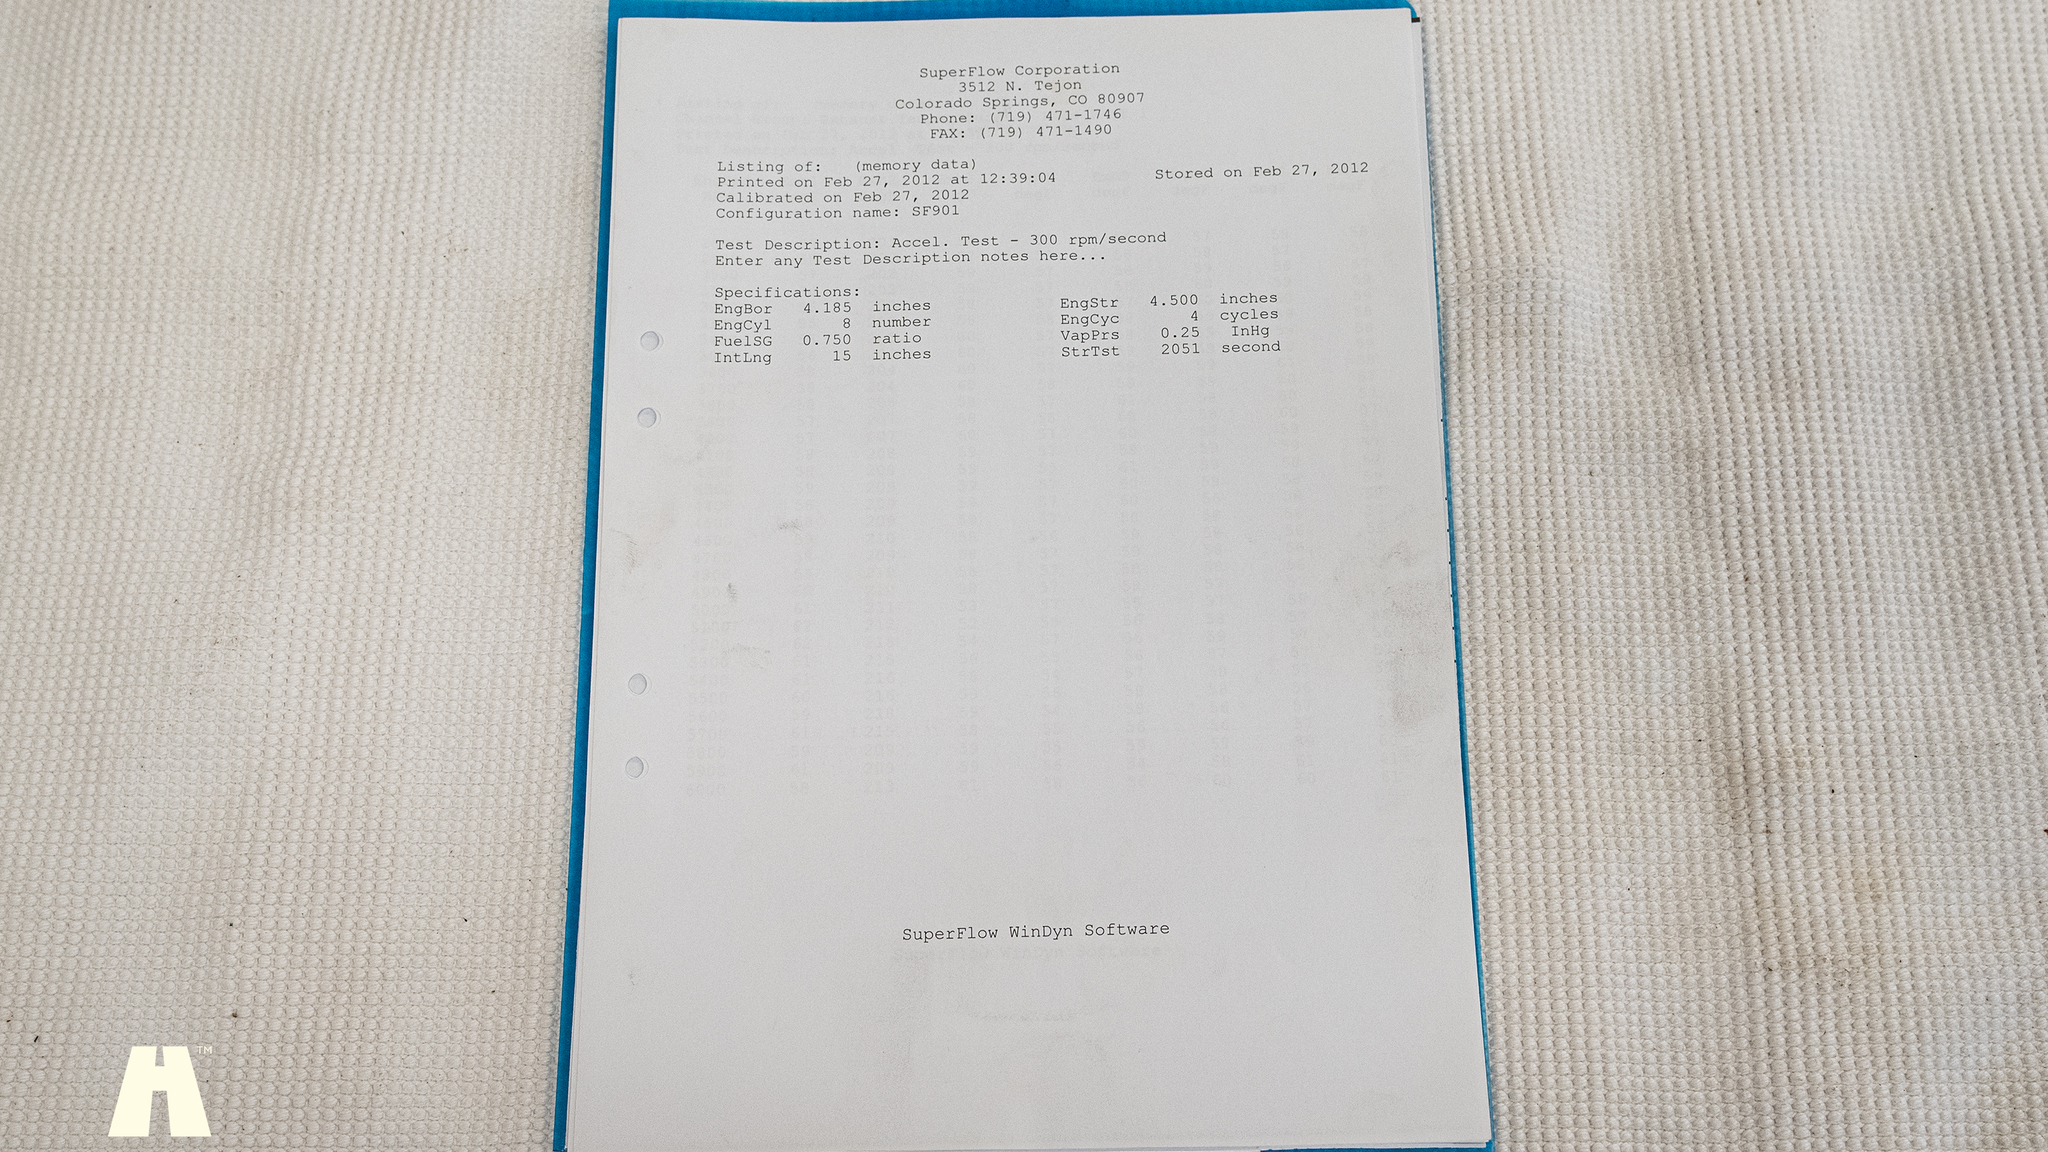 SuperFlow Corporation
3512 N. Tejon
Colorado Springs, CO 80907
Phone: (719) 471-1746
FAX: (719) 471-1490
Listing of: (memory data)
Printed on Feb 27, 2012 at 12:39:04 Stored on Feb 27, 2012
Calibrated on Feb 27, 2012
Configuration name: SF901
Test Description: Accel. Test - 300 rpm/second
Enter any Test Description notes here...
Specifications:
EngBor 4.185 inches EngStr 4.500 inches
EngCyl 8 number EngCyc 4 cycles
FuelSG 0.750 ratio VapPrs 0.25 InHg
IntLng 15 inches StrTst 2051 second
SuperFlow WinDyn Software
H™